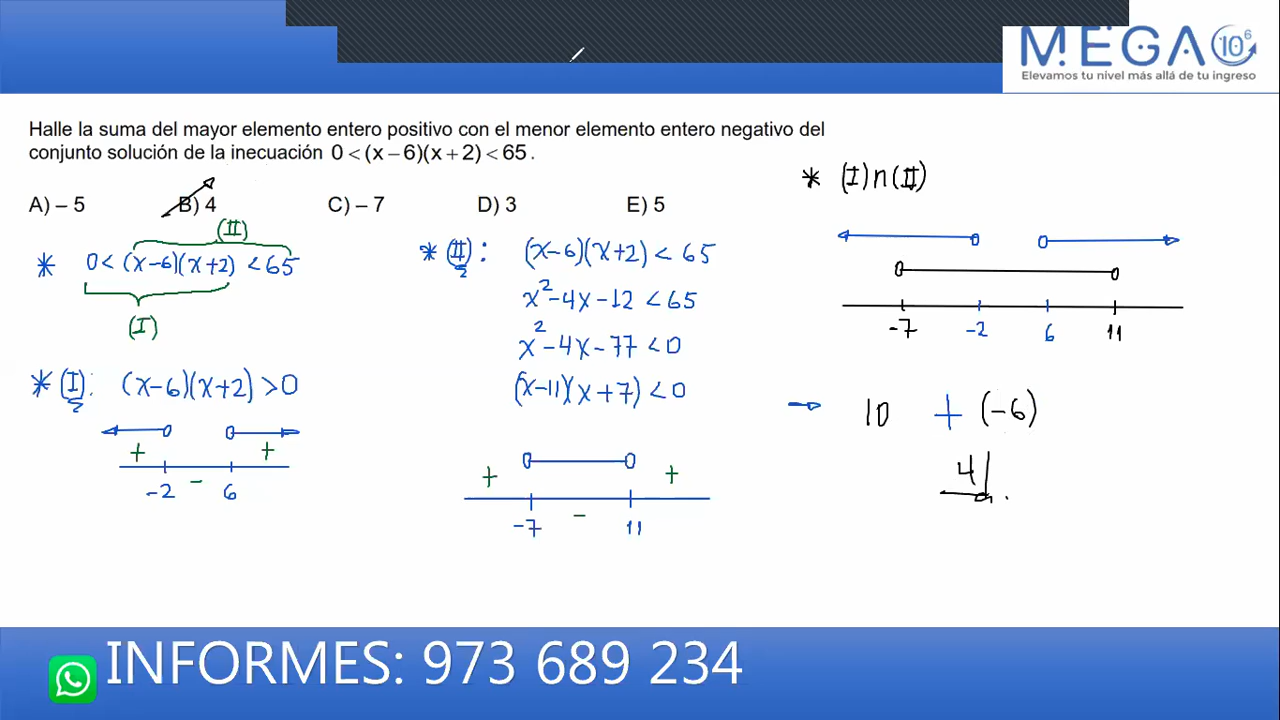 MEGA 10⁶
Elevamos tu nivel más allá de tu ingreso
Halle la suma del mayor elemento entero positivo con el menor elemento entero negativo del
conjunto solución de la inecuación 0 < (x – 6)(x + 2) < 65 .
A) – 5 B) 4 C) – 7 D) 3 E) 5
(II)
* 0 < (x-6)(x+2) < 65
(I)
* (I): (x-6)(x+2) > 0
+ - +
-2 6
* (II): (x-6)(x+2) < 65
x² -4x -12 < 65
x² -4x - 77 < 0
(x-11)(x+7) < 0
+ - +
-7 11
* (I)∩(II)
-7 -2 6 11
→ 10 + (-6)
4
INFORMES: 973 689 234